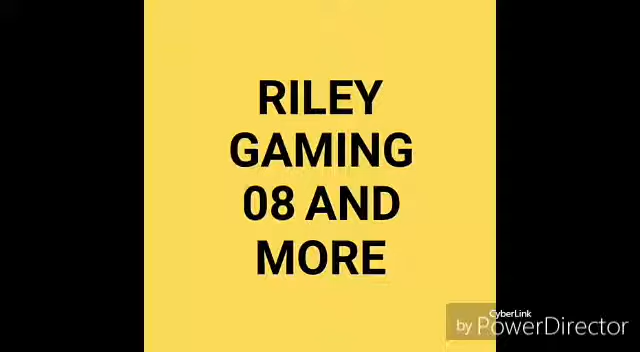 RILEY
GAMING
08 AND
MORE
CyberLink
by PowerDirector